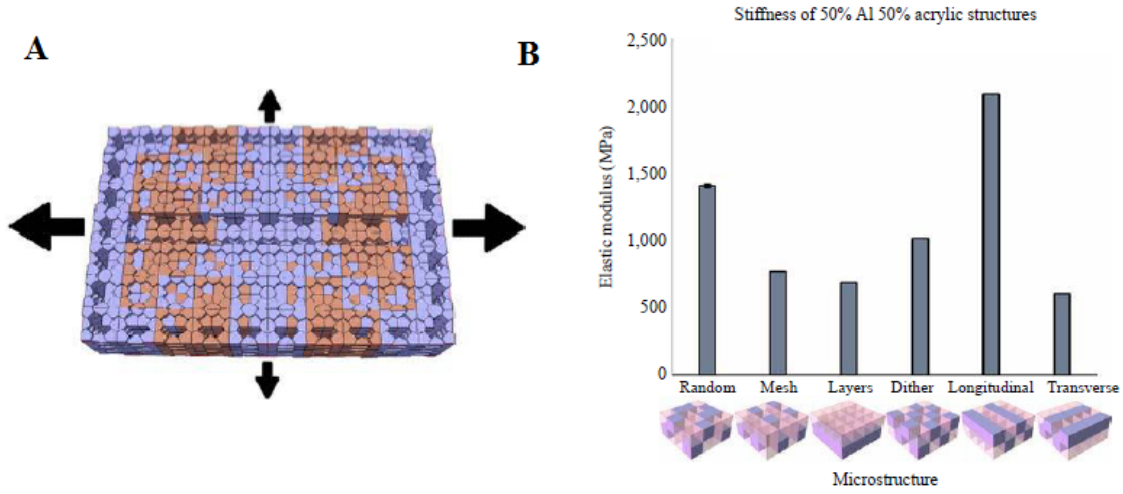 A
B
Stiffness of 50% Al 50% acrylic structures
Elastic modulus (MPa)
2,500
2,000
1,500
1,000
500
0
Random Mesh Layers Dither Longitudinal Transverse
Microstructure